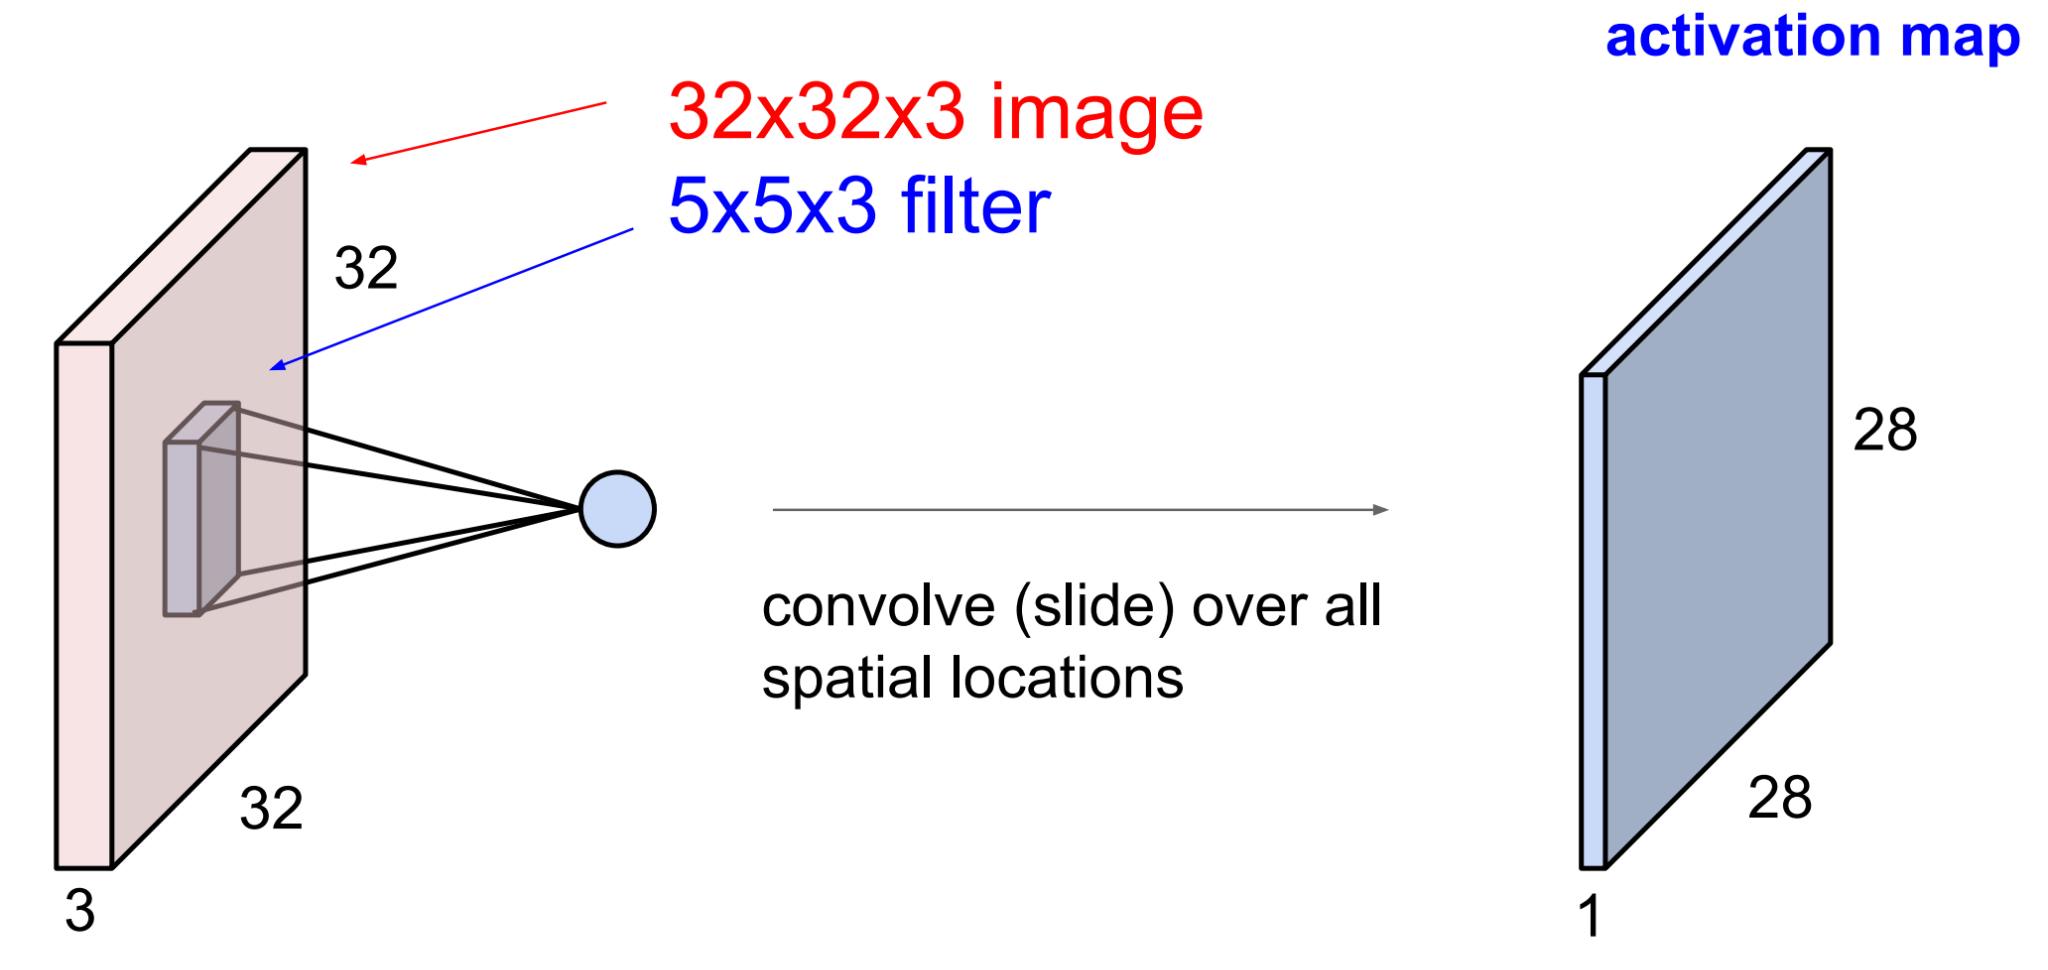 activation map
32x32x3 image
5x5x3 filter
32
32
3
convolve (slide) over all
spatial locations
28
28
1